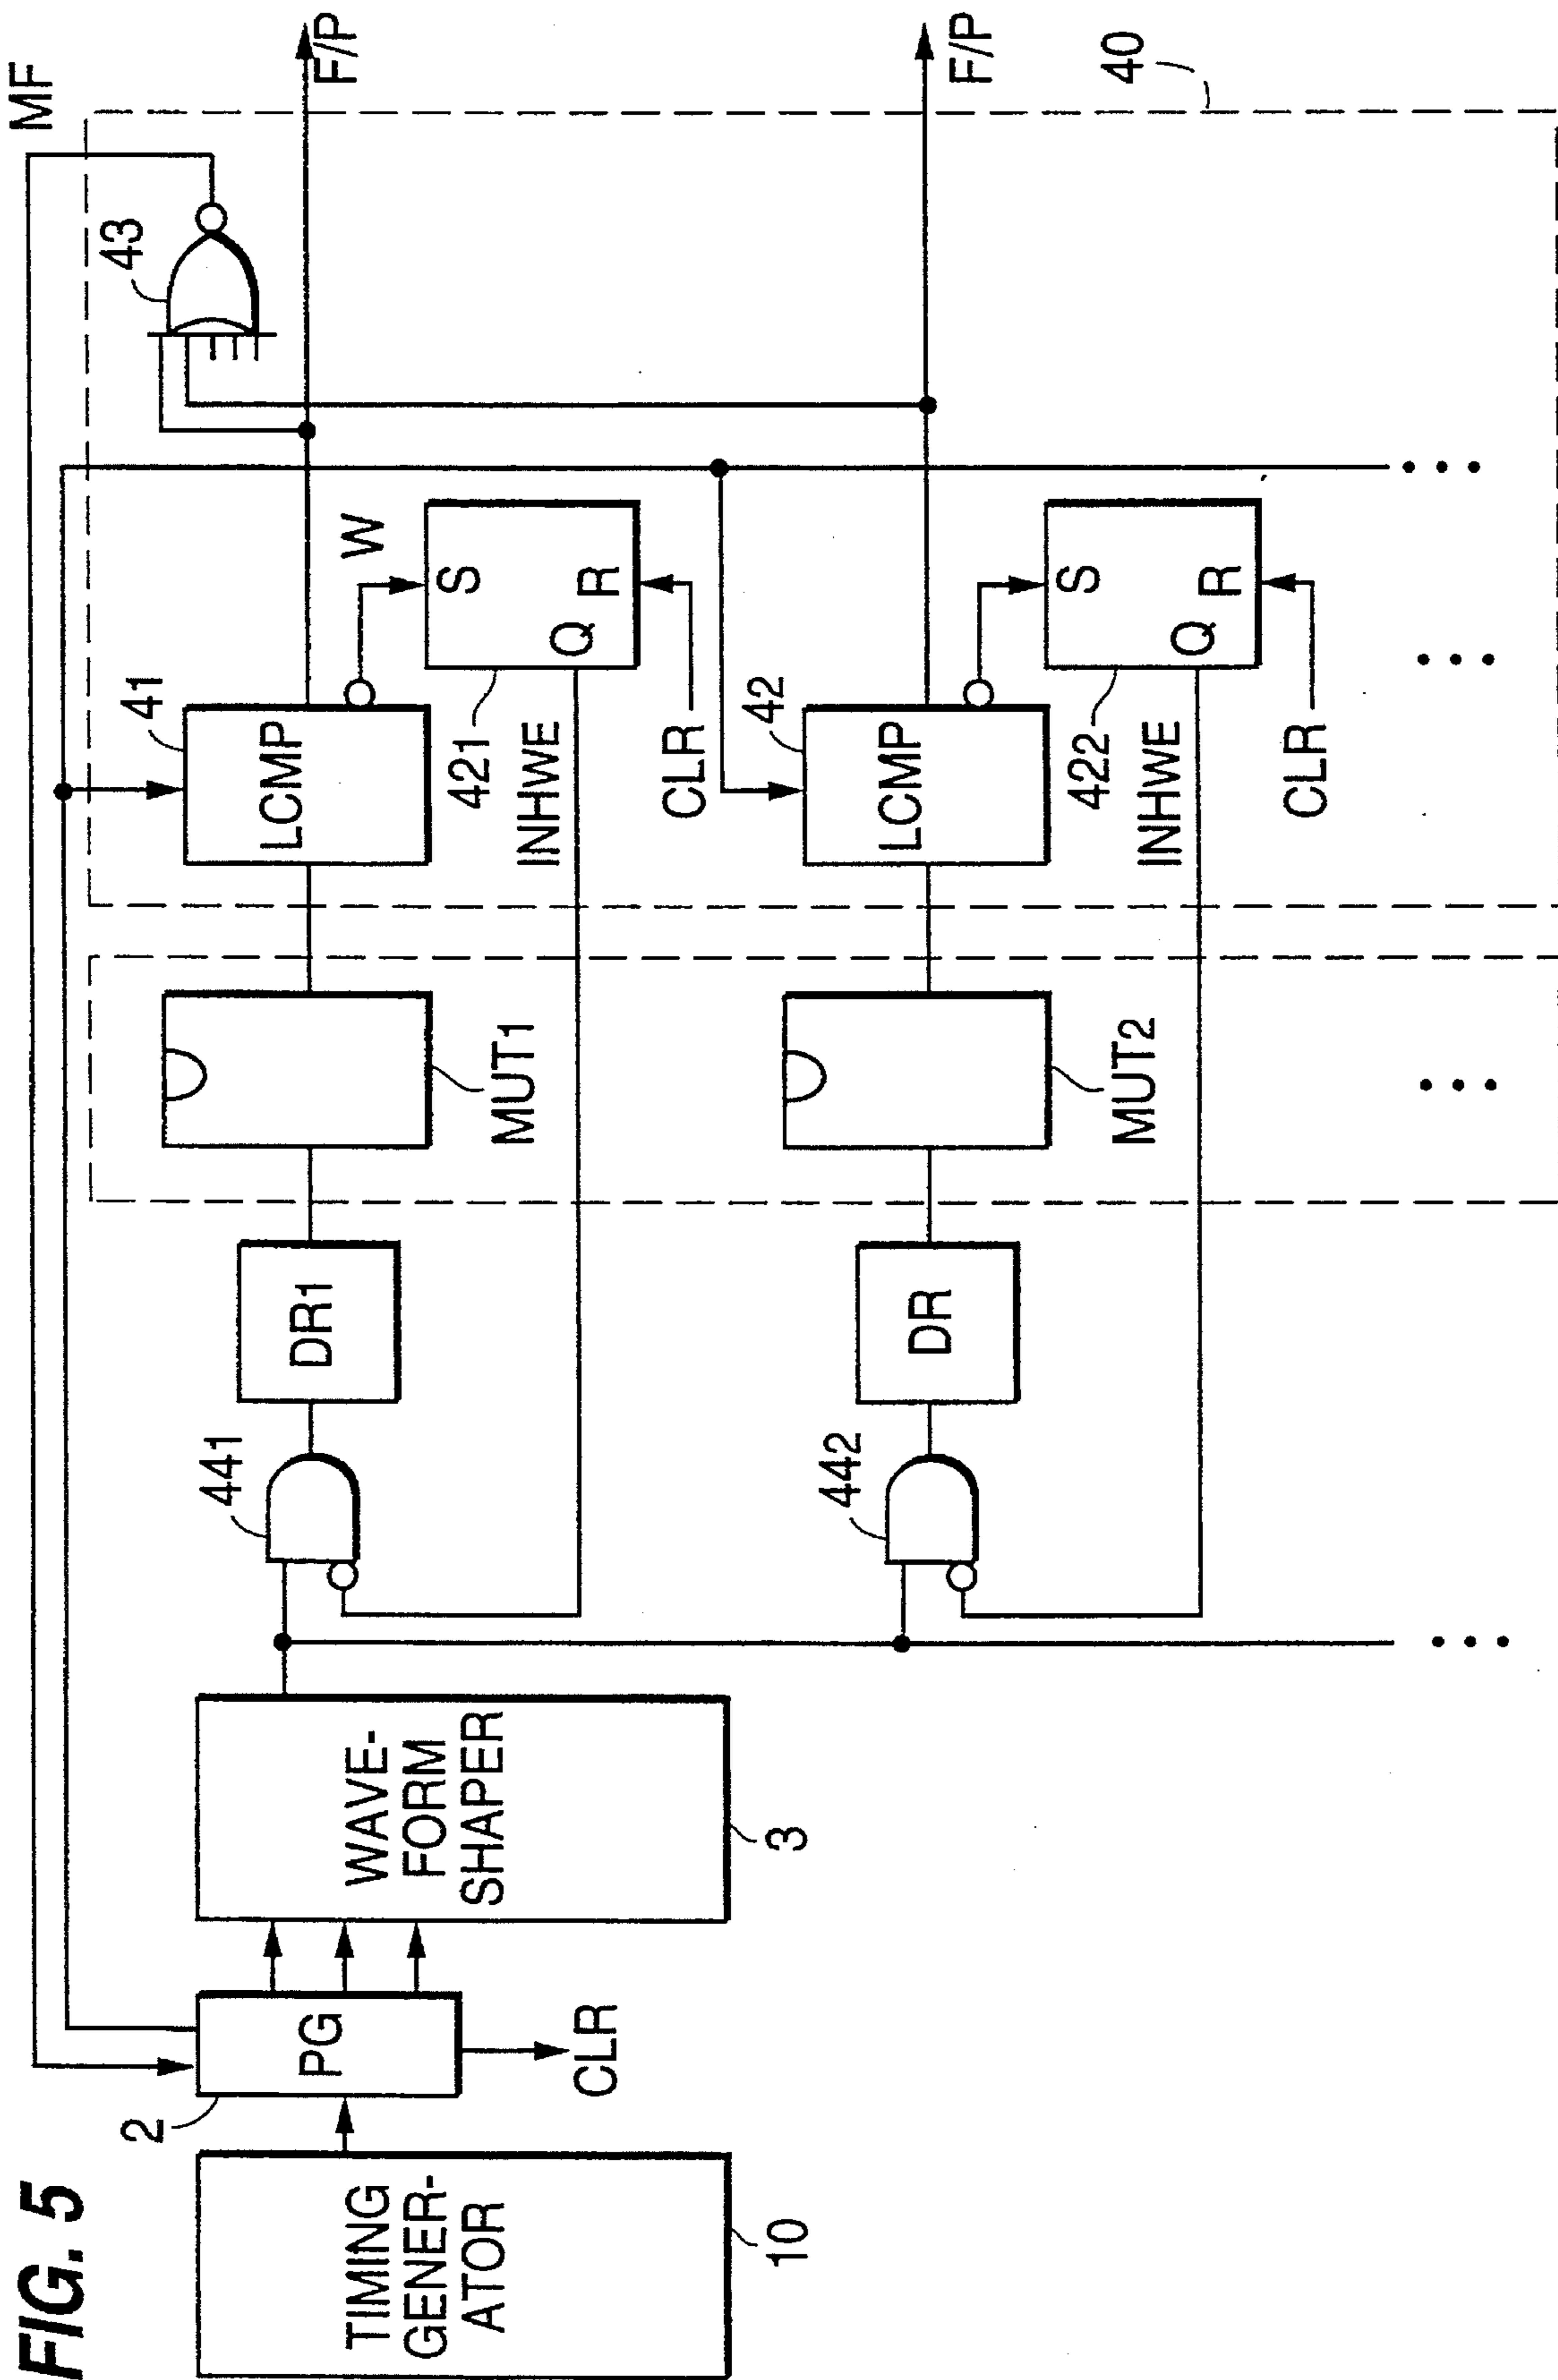 FIG. 5
MF
F/P
43
41
LCMP
W
S
Q
R
421
INHWE
CLR
MUT1
DR1
441
WAVE-
FORM
SHAPER
3
2
PG
CLR
TIMING
GENER-
ATOR
10
F/P
40
42
LCMP
S
Q
R
422
INHWE
CLR
MUT2
DR
442